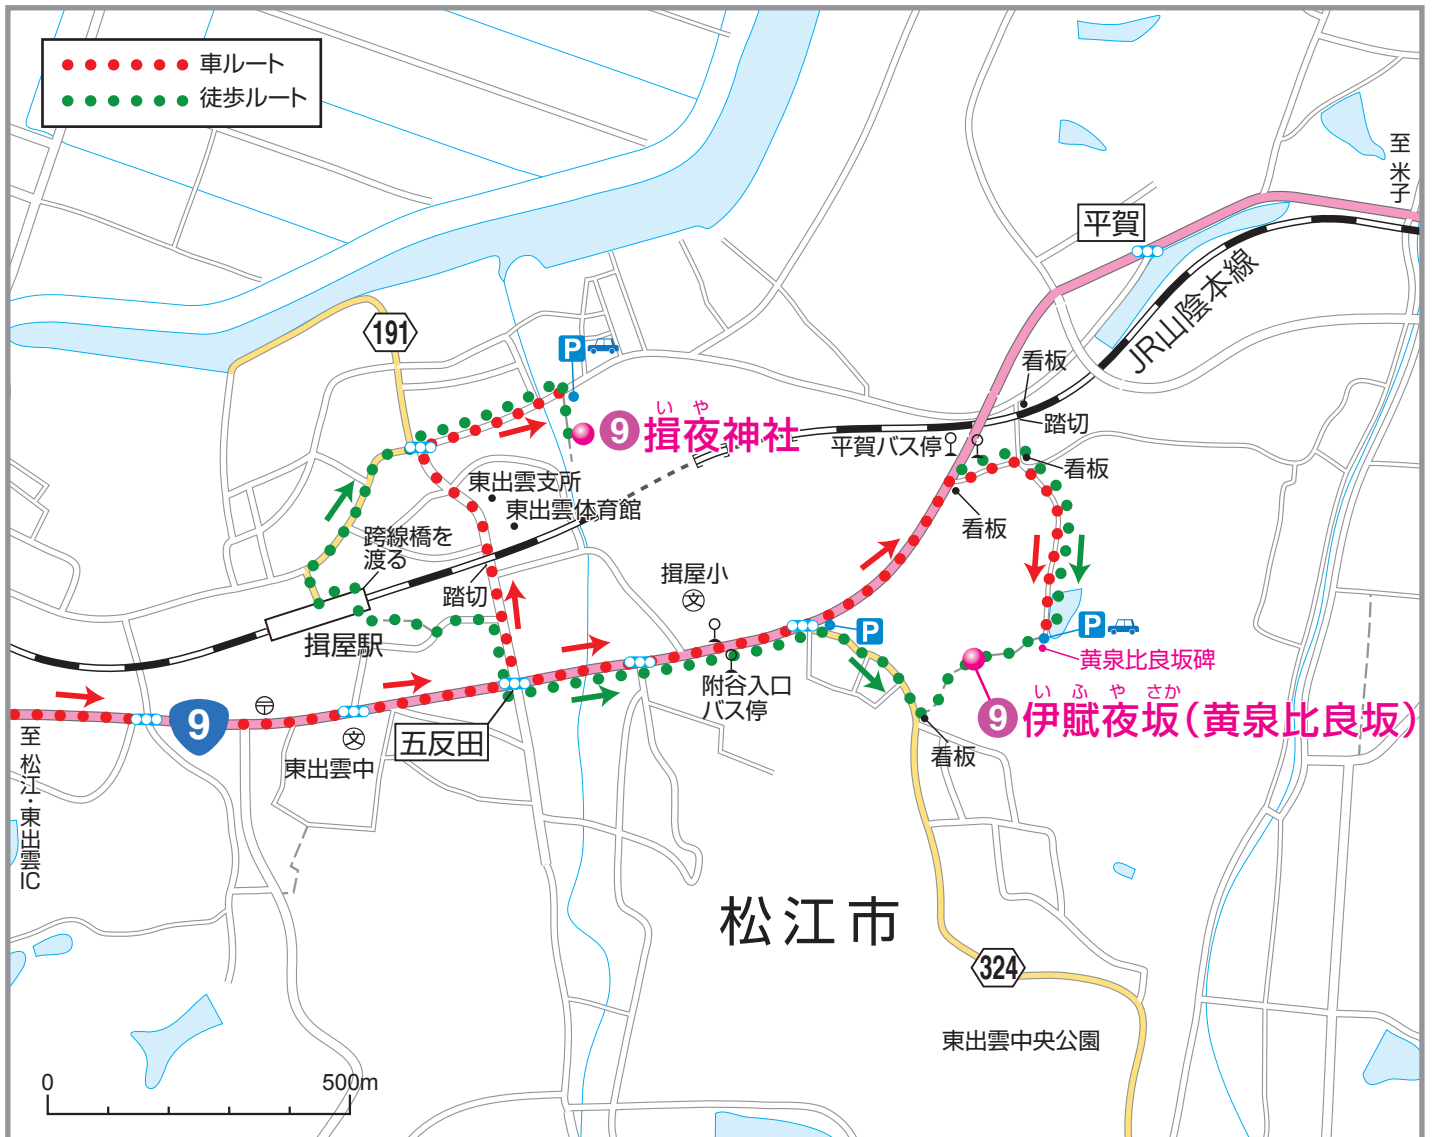 車ルート
徒歩ルート
至 米子
平賀
JR山陰本線
191
P
いや
9 揖夜神社
看板
踏切
平賀バス停
看板
看板
東出雲支所
東出雲体育館
跨線橋を
渡る
踏切
揖屋駅
揖屋小
文
P
P
黄泉比良坂碑
いふやさか
9 伊賦夜坂(黄泉比良坂)
附谷入口
バス停
看板
9
〒
文
東出雲中
五反田
至 松江・東出雲IC
松江市
324
東出雲中央公園
0 500m